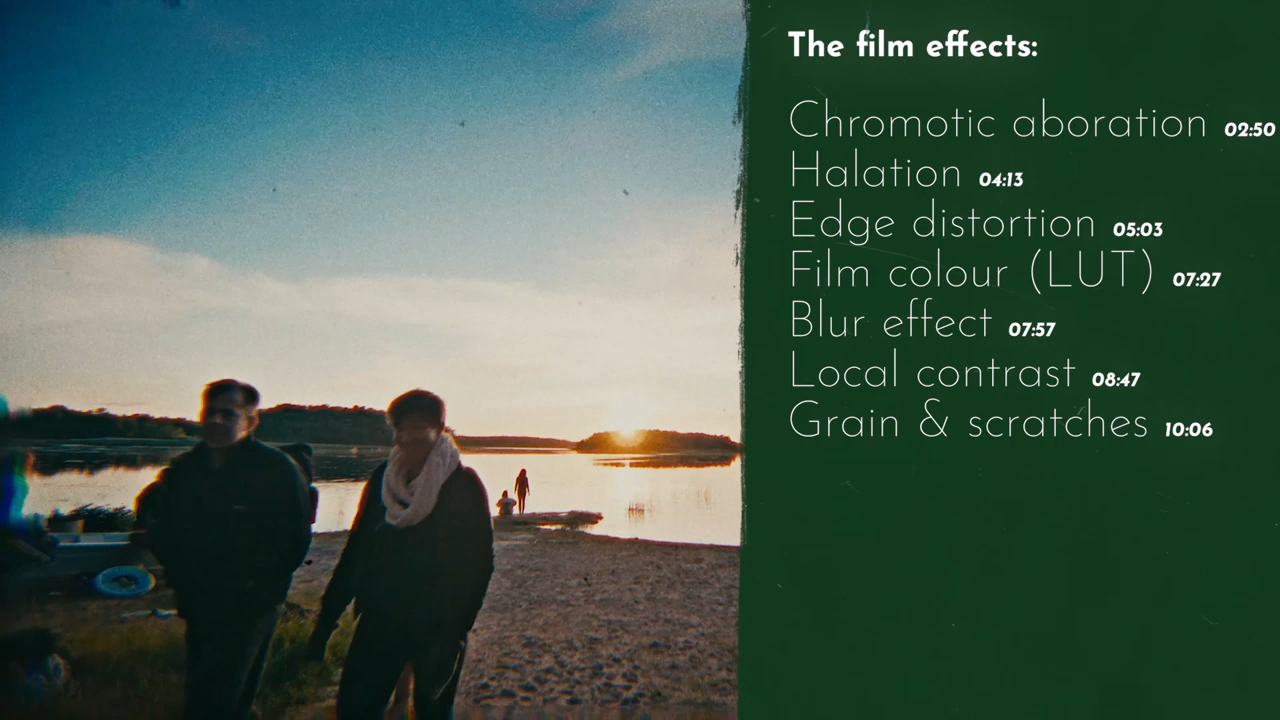 The film effects:
Chromotic aboration 02:50
Halation 04:13
Edge distortion 05:03
Film colour (LUT) 07:27
Blur effect 07:57
Local contrast 08:47
Grain & scratches 10:06